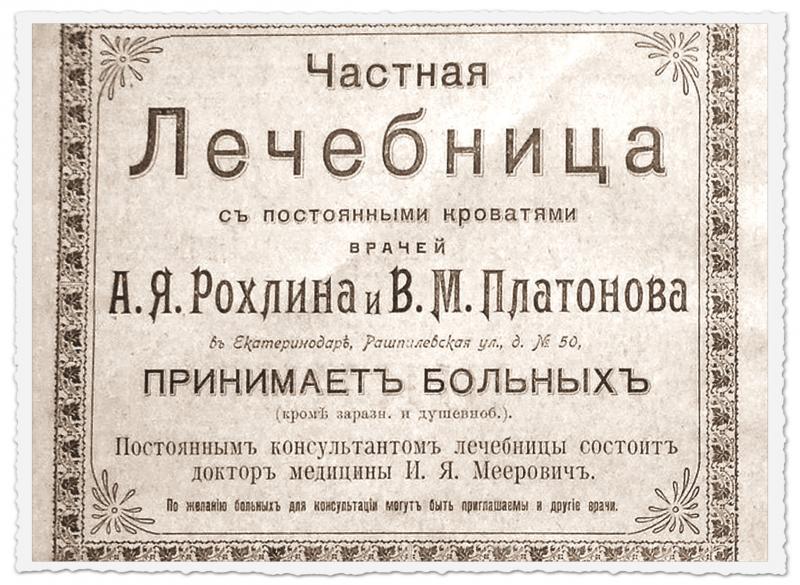 Частная
Лечебница
съ постоянными кроватями
врачей
А. Я. Рохлина и В. М. Платонова
въ Екатеринодарѣ, Рашпилевская ул., д. № 50,
ПРИНИМАЕТЪ БОЛЬНЫХЪ
(кромѣ заразн. и душевноб.).
Постояннымъ консультантомъ лечебницы состоитъ
докторъ медицины И. Я. Мееровичъ.
По желанію больныхъ для консультаціи могутъ быть приглашаемы и другіе врачи.